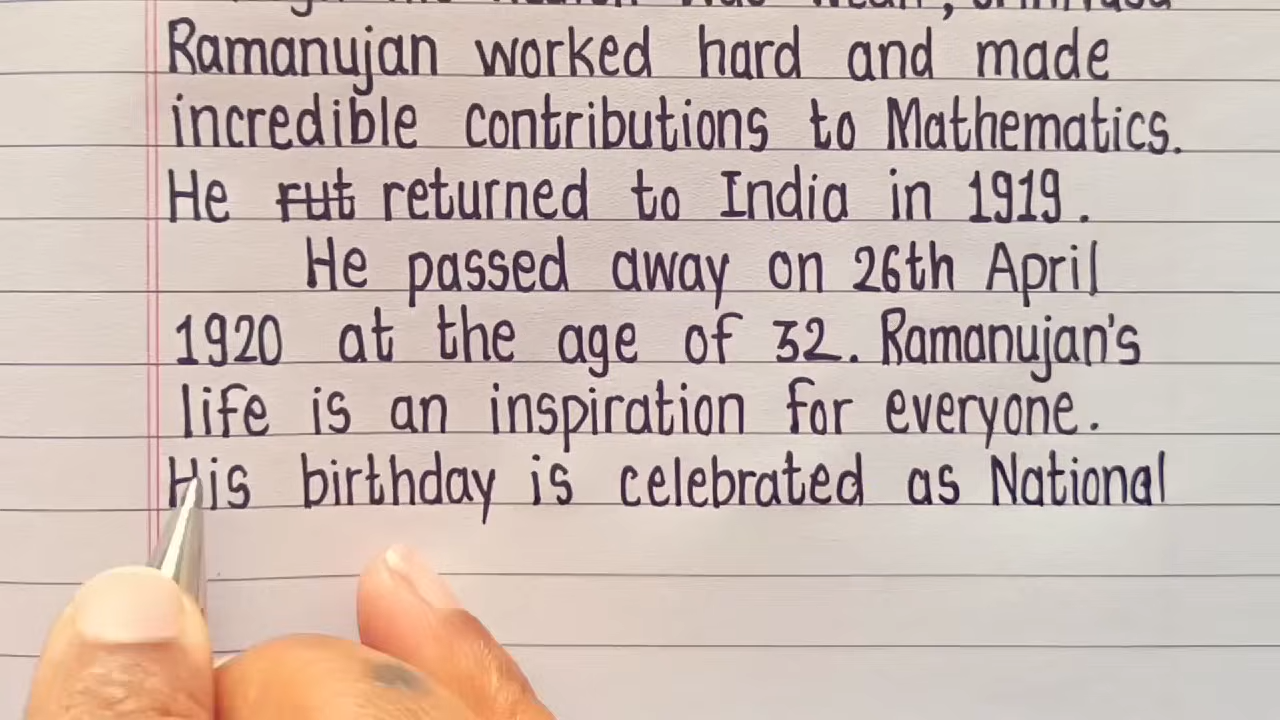 Ramanujan worked hard and made
incredible contributions to Mathematics.
He rut returned to India in 1919.
He passed away on 26th April
1920 at the age of 32. Ramanujan's
life is an inspiration for everyone.
His birthday is celebrated as National